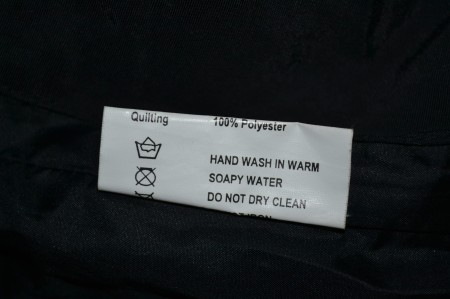 Quilting 100% Polyester
HAND WASH IN WARM
SOAPY WATER
DO NOT DRY CLEAN